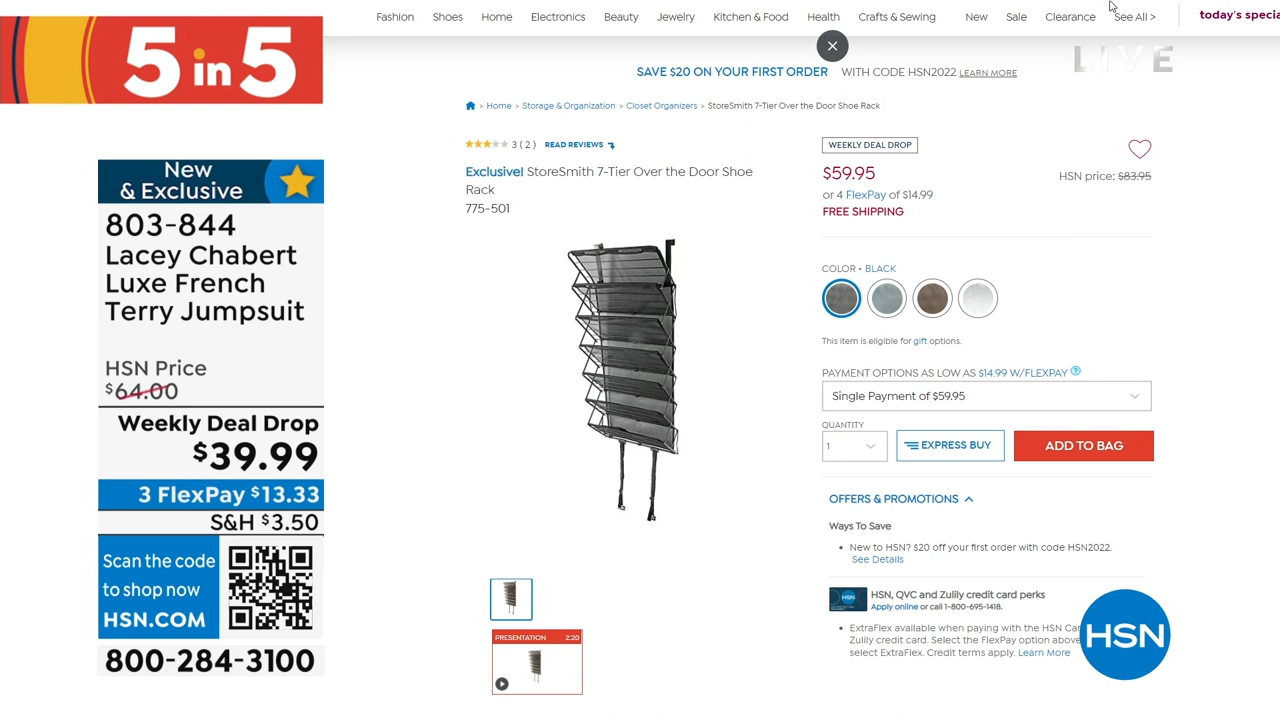 5 in 5
New
& Exclusive
803-844
Lacey Chabert
Luxe French
Terry Jumpsuit
HSN Price
$64.00
Weekly Deal Drop
$39.99
3 FlexPay $13.33
S&H $3.50
Scan the code
to shop now
HSN.COM
800-284-3100
Fashion Shoes Home Electronics Beauty Jewelry Kitchen & Food Health Crafts & Sewing New Sale Clearance See All >
LIVE
SAVE $20 ON YOUR FIRST ORDER WITH CODE HSN2022 LEARN MORE
> Home > Storage & Organization > Closet Organizers > StoreSmith 7-Tier Over the Door Shoe Rack
3 ( 2 ) READ REVIEWS
Exclusive! StoreSmith 7-Tier Over the Door Shoe
Rack
775-501
PRESENTATION 2:20
WEEKLY DEAL DROP
$59.95
HSN price: $83.95
or 4 FlexPay of $14.99
FREE SHIPPING
COLOR • BLACK
This item is eligible for gift options.
PAYMENT OPTIONS AS LOW AS $14.99 W/FLEXPAY ?
Single Payment of $59.95
QUANTITY
1
EXPRESS BUY
ADD TO BAG
OFFERS & PROMOTIONS
Ways To Save
• New to HSN? $20 off your first order with code HSN2022.
See Details
HSN
HSN, QVC and Zulily credit card perks
Apply online or call 1-800-695-1418.
• ExtraFlex available when paying with the HSN
Zulily credit card. Select the FlexPay option above
select ExtraFlex. Credit terms apply. Learn More
HSN